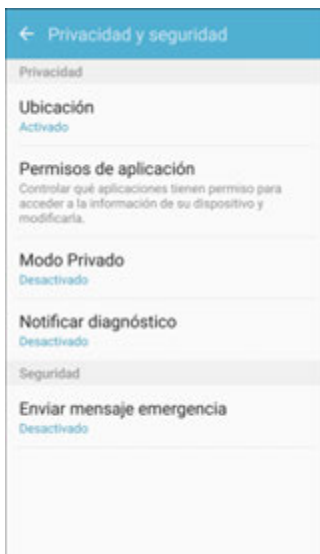 Privacidad y seguridad
Privacidad
Ubicación
Activado
Permisos de aplicación
Controlar qué aplicaciones tienen permiso para
acceder a la información de su dispositivo y
modificarla.
Modo Privado
Desactivado
Notificar diagnóstico
Desactivado
Seguridad
Enviar mensaje emergencia
Desactivado